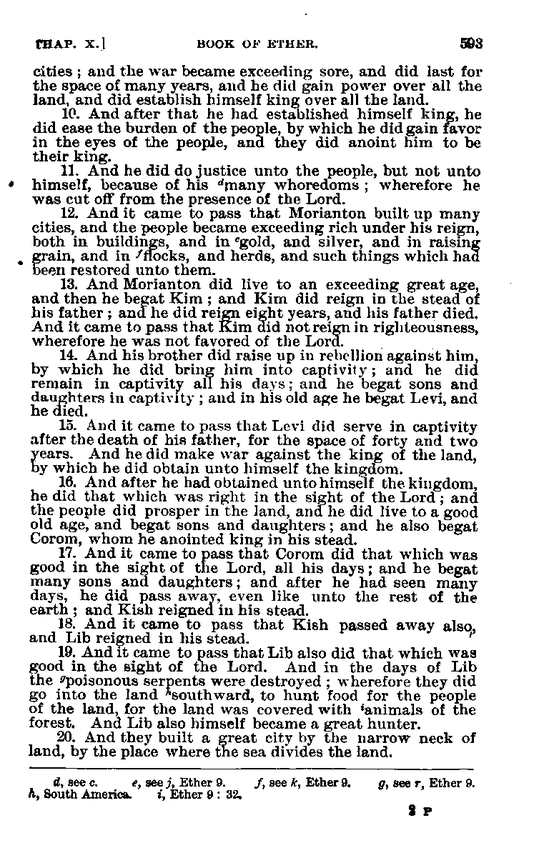 CHAP. X.] BOOK OF ETHER. 593
cities ; and the war became exceeding sore, and did last for
the space of many years, and he did gain power over all the
land, and did establish himself king over all the land.
10. And after that he had established himself king, he
did ease the burden of the people, by which he did gain favor
in the eyes of the people, and they did anoint him to be
their king.
11. And he did do justice unto the people, but not unto
himself, because of his dmany whoredoms ; wherefore he
was cut off from the presence of the Lord.
12. And it came to pass that Morianton built up many
cities, and the people became exceeding rich under his reign,
both in buildings, and in egold, and silver, and in raising
grain, and in fflocks, and herds, and such things which had
been restored unto them.
13. And Morianton did live to an exceeding great age,
and then he begat Kim ; and Kim did reign in the stead of
his father ; and he did reign eight years, and his father died.
And it came to pass that Kim did not reign in righteousness,
wherefore he was not favored of the Lord.
14. And his brother did raise up in rebellion against him,
by which he did bring him into captivity ; and he did
remain in captivity all his days ; and he begat sons and
daughters in captivity ; and in his old age he begat Levi, and
he died.
15. And it came to pass that Levi did serve in captivity
after the death of his father, for the space of forty and two
years. And he did make war against the king of the land,
by which he did obtain unto himself the kingdom.
16. And after he had obtained unto himself the kingdom,
he did that which was right in the sight of the Lord ; and
the people did prosper in the land, and he did live to a good
old age, and begat sons and daughters ; and he also begat
Corom, whom he anointed king in his stead.
17. And it came to pass that Corom did that which was
good in the sight of the Lord, all his days ; and he begat
many sons and daughters ; and after he had seen many
days, he did pass away, even like unto the rest of the
earth ; and Kish reigned in his stead.
18. And it came to pass that Kish passed away also,
and Lib reigned in his stead.
19. And it came to pass that Lib also did that which was
good in the sight of the Lord. And in the days of Lib
the gpoisonous serpents were destroyed ; wherefore they did
go into the land hsouthward, to hunt food for the people
of the land, for the land was covered with ianimals of the
forest. And Lib also himself became a great hunter.
20. And they built a great city by the narrow neck of
land, by the place where the sea divides the land.
d, see c. e, see j, Ether 9. f, see k, Ether 9. g, see r, Ether 9.
h, South America. i, Ether 9 : 32.
2 P